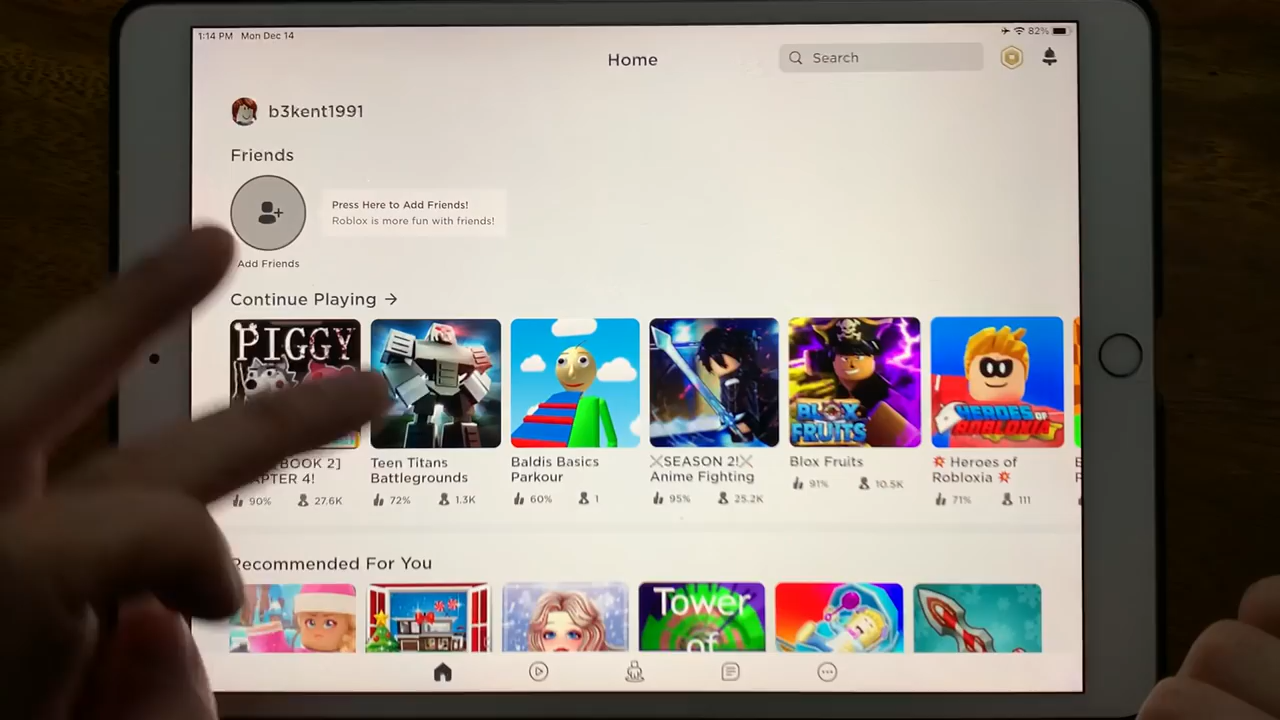 1:14 PM Mon Dec 14
82%
Home
Search
b3kent1991
Friends
Press Here to Add Friends!
Roblox is more fun with friends!
Add Friends
Continue Playing →
PIGGY
BLOX
FRUITS
HEROES OF
ROBLOXIA
BOOK 2]
APTER 4!
90% 27.6K
Teen Titans
Battlegrounds
72% 1.3K
Baldis Basics
Parkour
60% 1
⚔SEASON 2!⚔
Anime Fighting
95% 25.2K
Blox Fruits
91% 10.5K
💥 Heroes of
Robloxia 💥
71% 111
Recommended For You
Tower
of